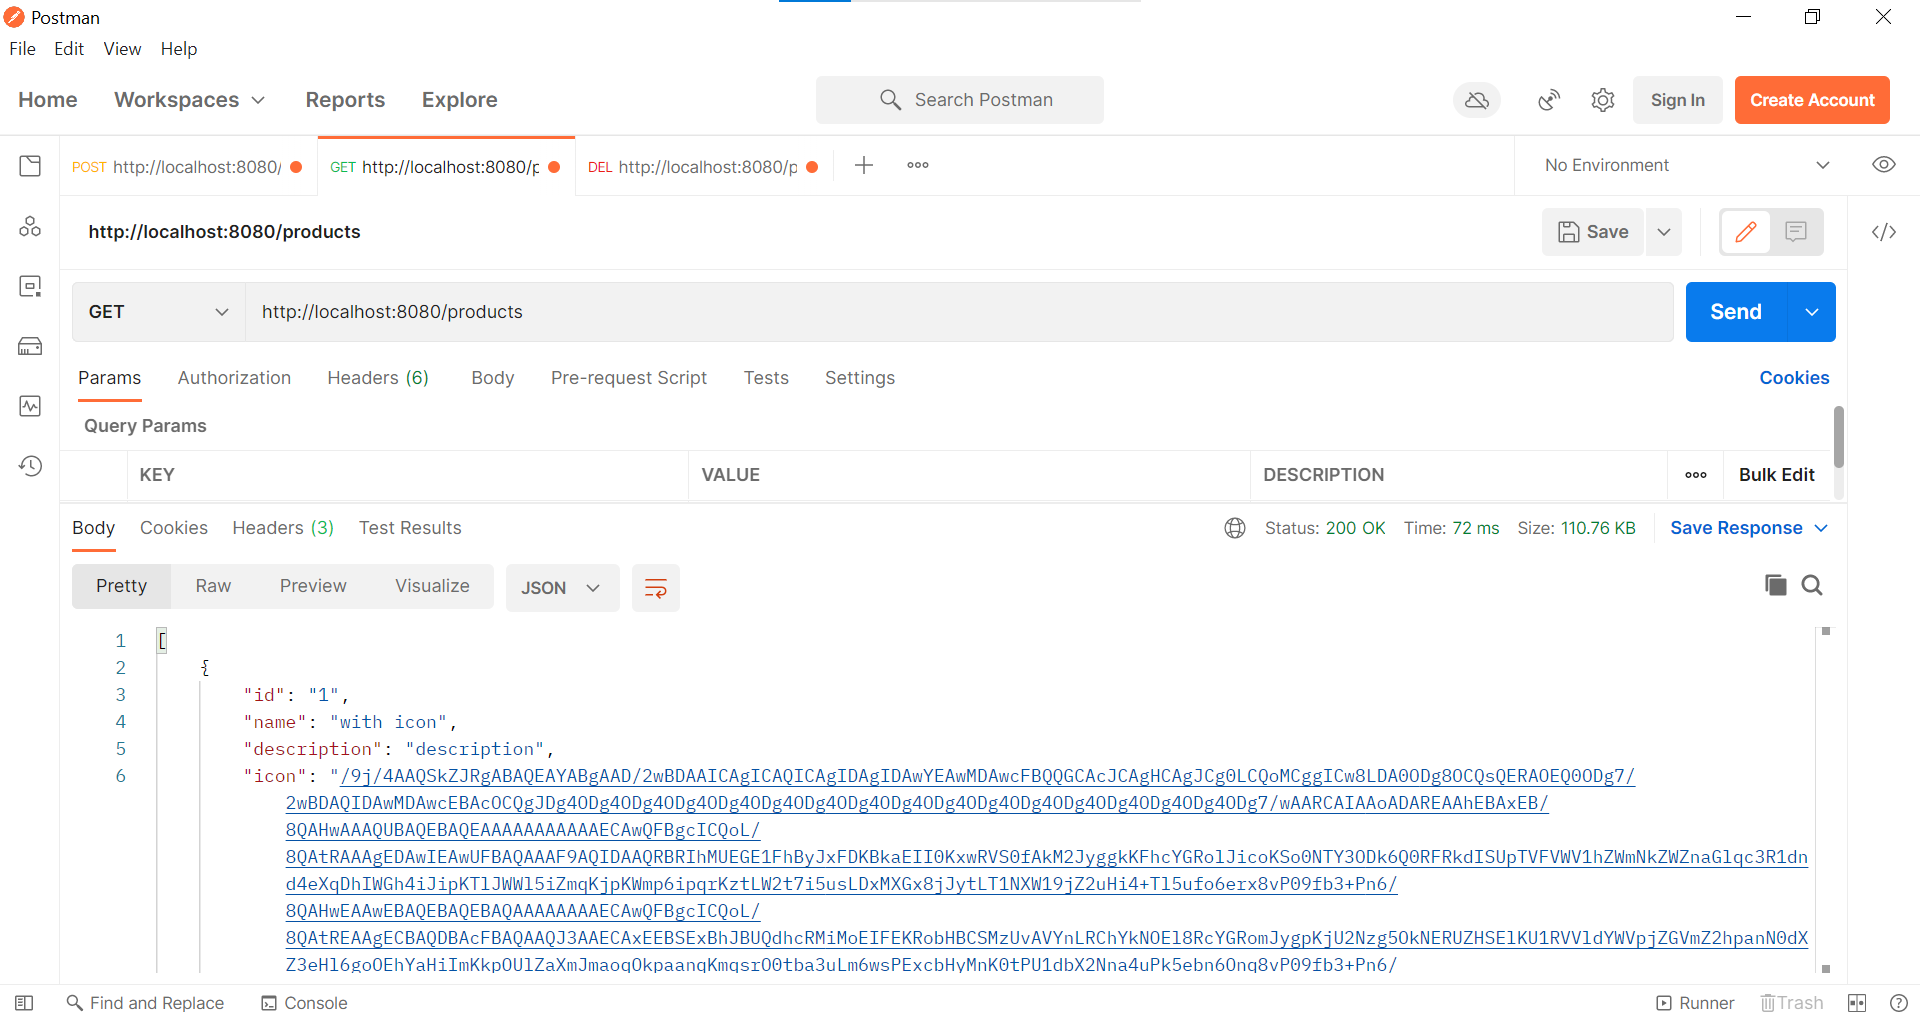 Postman
File Edit View Help
Home Workspaces Reports Explore Search Postman Sign In Create Account
POST http://localhost:8080/ GET http://localhost:8080/p DEL http://localhost:8080/p No Environment
http://localhost:8080/products Save
GET http://localhost:8080/products Send
Params Authorization Headers (6) Body Pre-request Script Tests Settings Cookies
Query Params
KEY VALUE DESCRIPTION Bulk Edit
Body Cookies Headers (3) Test Results Status: 200 OK Time: 72 ms Size: 110.76 KB Save Response
Pretty Raw Preview Visualize JSON
1 [
2 {
3 "id": "1",
4 "name": "with icon",
5 "description": "description",
6 "icon": "/9j/4AAQSkZJRgABAQEAYABgAAD/2wBDAAICAgICAQICAgIDAgIDAwYEAwMDAwcFBQQGCAcJCAgHCAgJCg0LCQoMCggICw8LDA0ODg8OCQsQERAOEQ0ODg7/
2wBDAQIDAwMDAwcEBAcOCQgJDg4ODg4ODg4ODg4ODg4ODg4ODg4ODg4ODg4ODg4ODg4ODg4ODg4ODg4ODg4ODg4ODg7/wAARCAIAAoADAREAAhEBAxEB/
8QAHwAAAQUBAQEBAQEAAAAAAAAAAAECAwQFBgcICQoL/
8QAtRAAAgEDAwIEAwUFBAQAAAF9AQIDAAQRBRIhMUEGE1FhByJxFDKBkaEII0KxwRVS0fAkM2JyggkKFhcYGRolJicoKSo0NTY3ODk6Q0RFRkdISUpTVFVWV1hZWmNkZWZnaGlqc3R1dn
d4eXqDhIWGh4iJipKTlJWWl5iZmqKjpKWmp6ipqrKztLW2t7i5usLDxMXGx8jJytLT1NXW19jZ2uHi4+Tl5ufo6erx8vP09fb3+Pn6/
8QAHwEAAwEBAQEBAQEBAQAAAAAAAAECAwQFBgcICQoL/
8QAtREAAgECBAQDBAcFBAQAAQJ3AAECAxEEBSExBhJBUQdhcRMiMoEIFEKRobHBCSMzUvAVYnLRChYkNOEl8RcYGRomJygpKjU2Nzg5OkNERUZHSElKU1RVVldYWVpjZGVmZ2hpanN0dX
Z3eHl6goOEhYaHiImKkpOUlZaXmJmaoqOkpaanqKmqsrO0tba3uLm6wsPExcbHyMnK0tPU1dbX2Nna4uPk5ebn6Onq8vP09fb3+Pn6/
Find and Replace Console Runner Trash